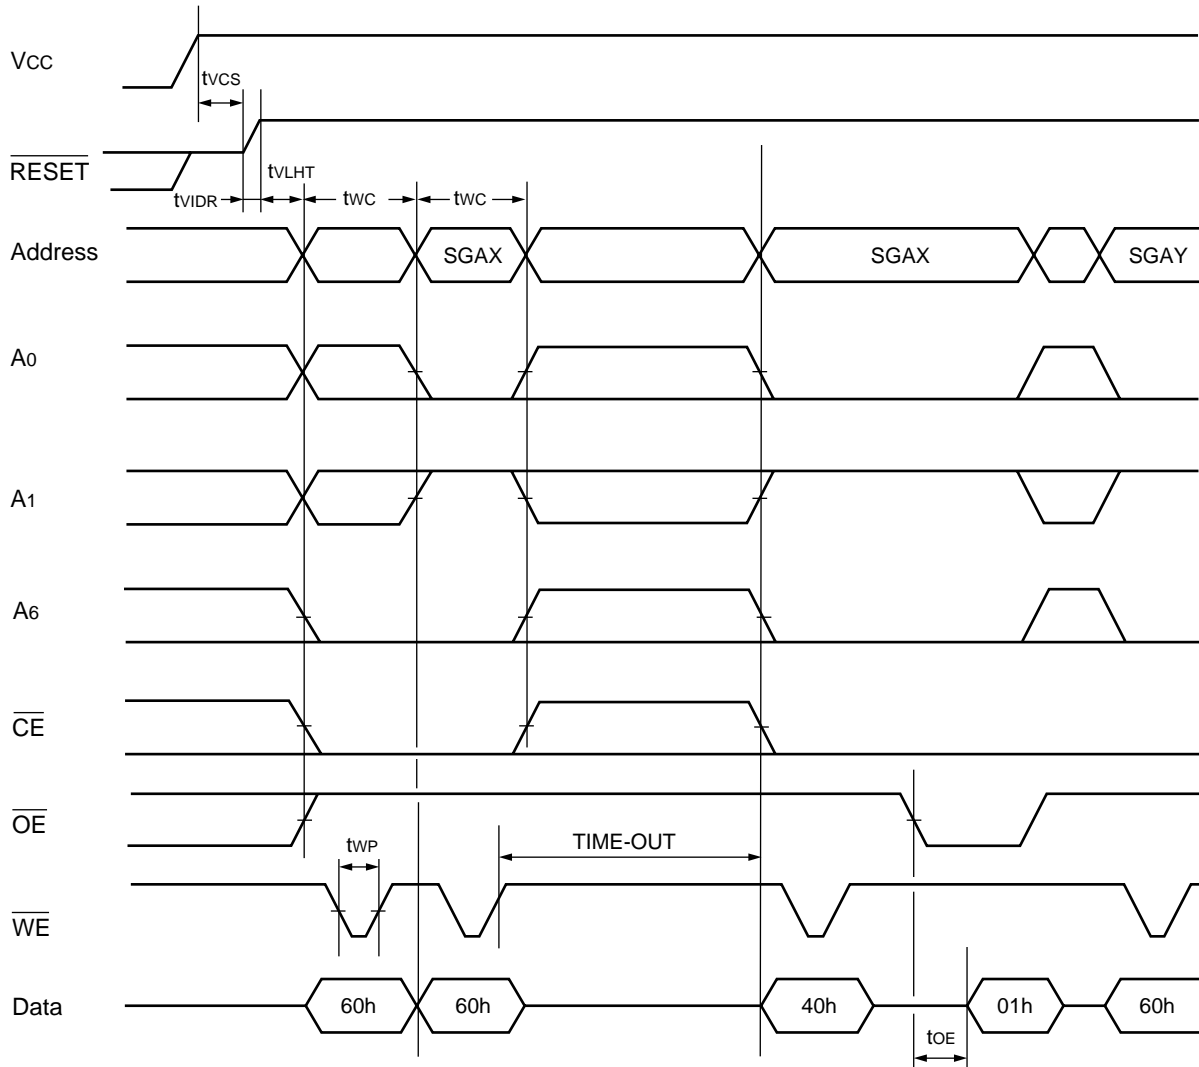 VCC
tVCS
RESET
tVLHT
tVIDR
tWC
tWC
Address
SGAX
SGAX
SGAY
A0
A1
A6
CE
OE
TIME-OUT
tWP
WE
Data
60h
60h
40h
01h
60h
tOE